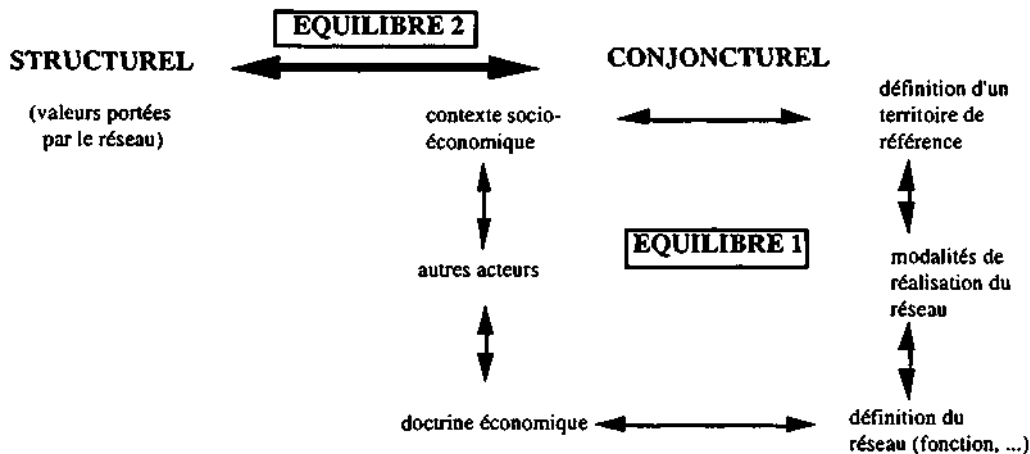 EQUILIBRE 2
STRUCTUREL
CONJONCTUREL
(valeurs portées
par le réseau)
contexte socio-
économique
définition d'un
territoire de
référence
EQUILIBRE 1
autres acteurs
modalités de
réalisation du
réseau
doctrine économique
définition du
réseau (fonction, ...)